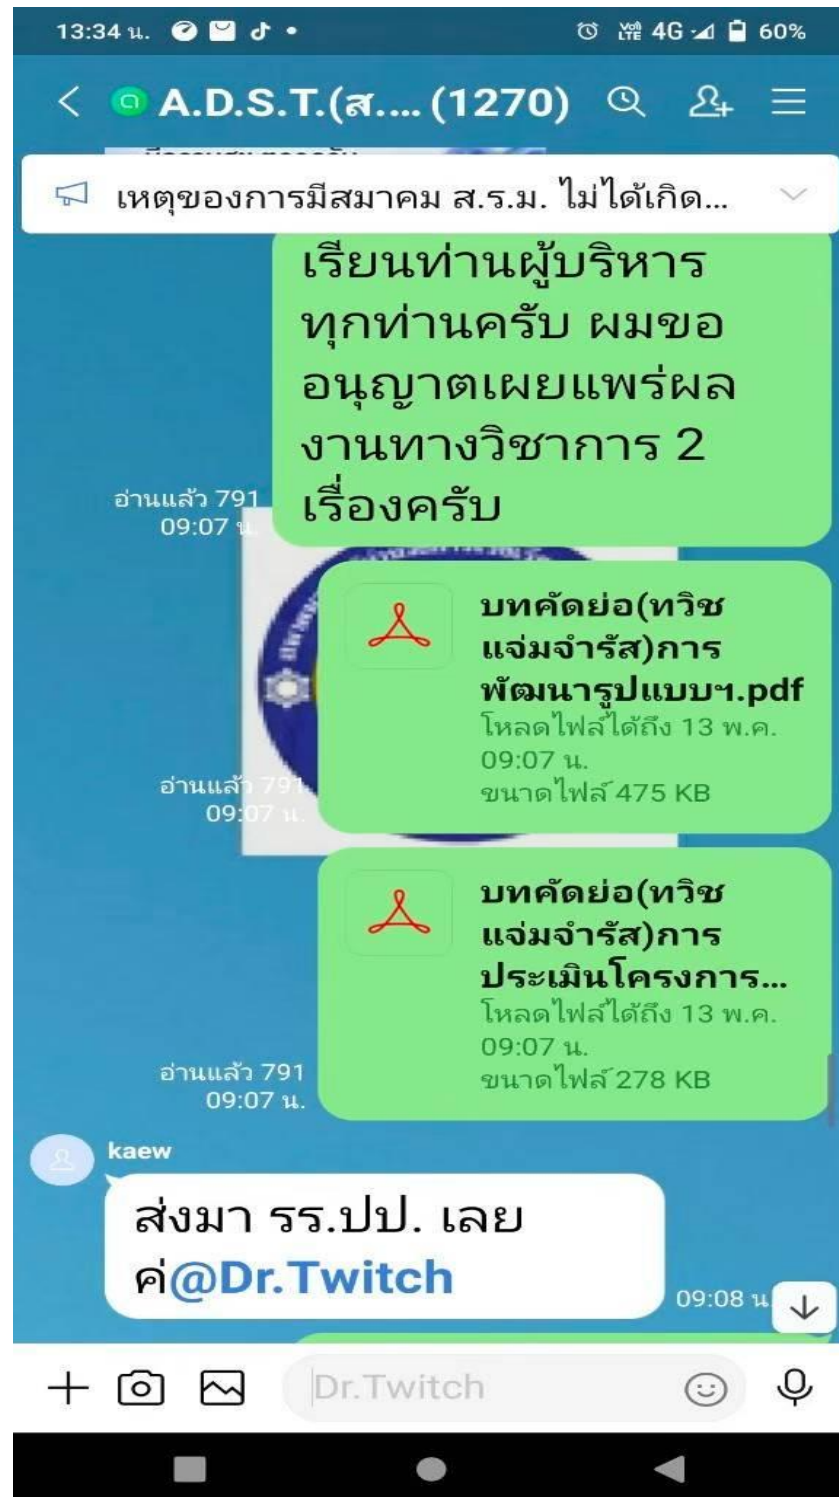 13:34 น.
4G 60%
A.D.S.T.(ส.... (1270)
เหตุของการมีสมาคม ส.ร.ม. ไม่ได้เกิด...
เรียนท่านผู้บริหาร
ทุกท่านครับ ผมขอ
อนุญาตเผยแพร่ผล
งานทางวิชาการ 2
เรื่องครับ
อ่านแล้ว 791
09:07 น.
บทคัดย่อ(ทวิช
แจ่มจำรัส)การ
พัฒนารูปแบบฯ.pdf
โหลดไฟล์ได้ถึง 13 พ.ค.
09:07 น.
ขนาดไฟล์ 475 KB
อ่านแล้ว 791
09:07 น.
บทคัดย่อ(ทวิช
แจ่มจำรัส)การ
ประเมินโครงการ...
โหลดไฟล์ได้ถึง 13 พ.ค.
09:07 น.
ขนาดไฟล์ 278 KB
อ่านแล้ว 791
09:07 น.
kaew
ส่งมา รร.ปป. เลย
ค่@Dr.Twitch
09:08 น.
Dr.Twitch